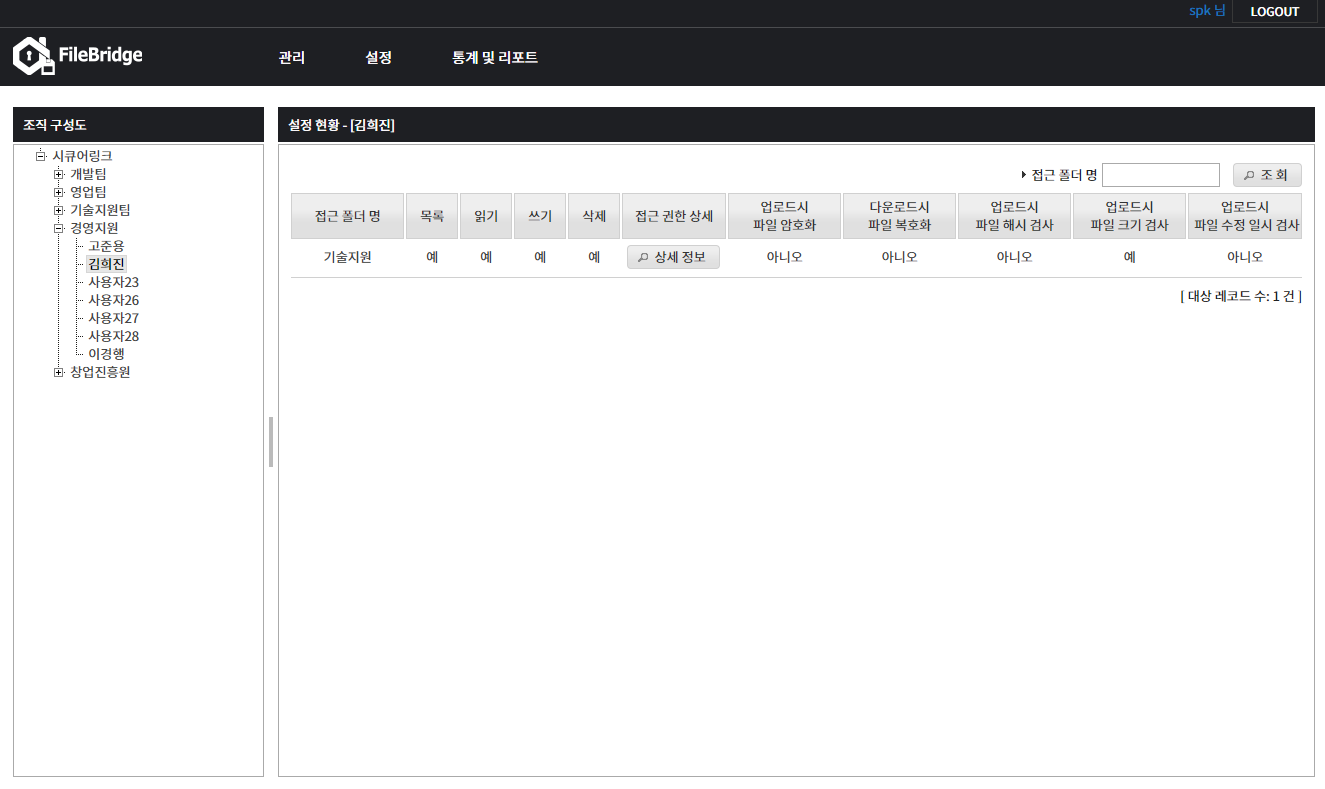 spk 님
LOGOUT
FileBridge
관리
설정
통계 및 리포트
조직 구성도
시큐어링크
개발팀
영업팀
기술지원팀
경영지원
고준용
김희진
사용자23
사용자26
사용자27
사용자28
이경행
창업진흥원
설정 현황 - [김희진]
접근 폴더 명
조 회
접근 폴더 명
목록
읽기
쓰기
삭제
접근 권한 상세
업로드시
파일 암호화
다운로드시
파일 복호화
업로드시
파일 해시 검사
업로드시
파일 크기 검사
업로드시
파일 수정 일시 검사
기술지원
예
예
예
예
상세 정보
아니오
아니오
아니오
예
아니오
[ 대상 레코드 수: 1 건 ]